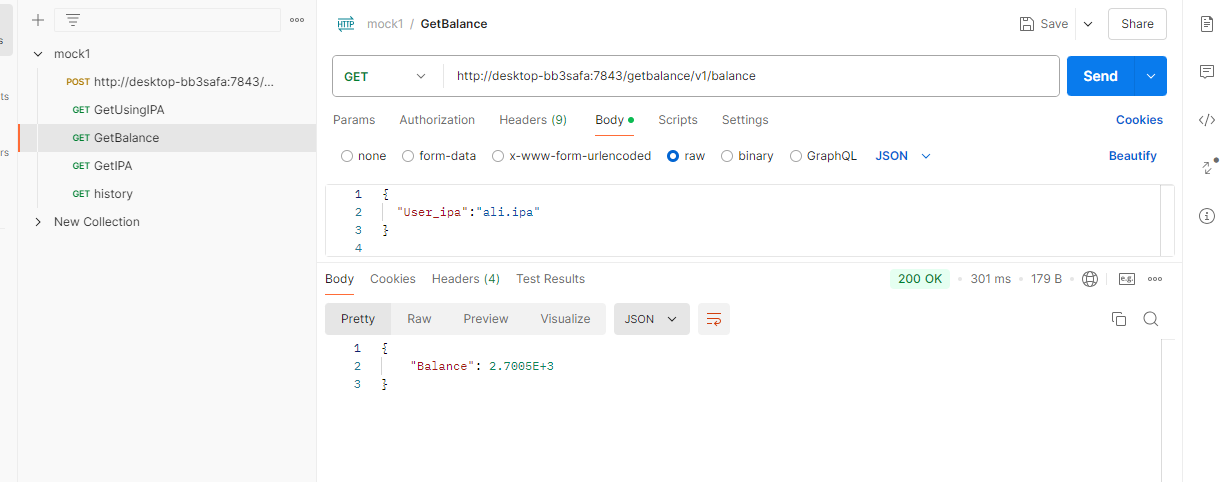 s
ts
rs
mock1
POST http://desktop-bb3safa:7843/...
GET GetUsingIPA
GET GetBalance
GET GetIPA
GET history
New Collection
HTTP mock1 / GetBalance Save Share
GET http://desktop-bb3safa:7843/getbalance/v1/balance Send
Params Authorization Headers (9) Body Scripts Settings Cookies
none form-data x-www-form-urlencoded raw binary GraphQL JSON Beautify
1 {
2 "User_ipa":"ali.ipa"
3 }
4
Body Cookies Headers (4) Test Results 200 OK 301 ms 179 B e.g.
Pretty Raw Preview Visualize JSON
1 {
2 "Balance": 2.7005E+3
3 }